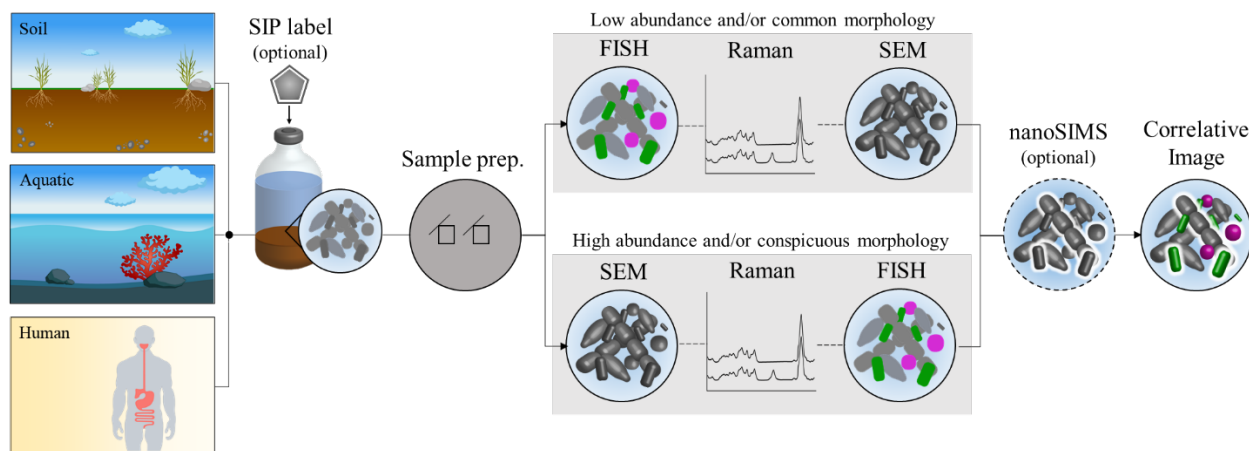 Soil
Aquatic
Human
SIP label
(optional)
Sample prep.
Low abundance and/or common morphology
FISH
Raman
SEM
High abundance and/or conspicuous morphology
SEM
Raman
FISH
nanoSIMS
(optional)
Correlative
Image